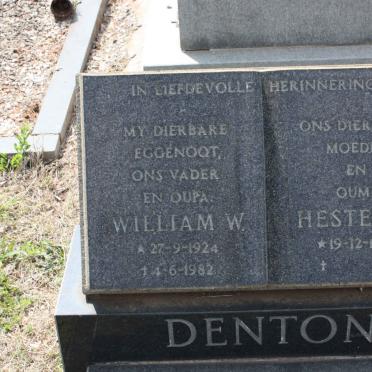 IN LIEFDEVOLLE HERINNERING
MY DIERBARE
EGGENOOT,
ONS VADER
EN OUPA.
WILLIAM W.
* 27-9-1924
+ 4-6-1982
ONS DIER
MOED
EN
OUM
HESTE
* 19-12-
+
DENTON